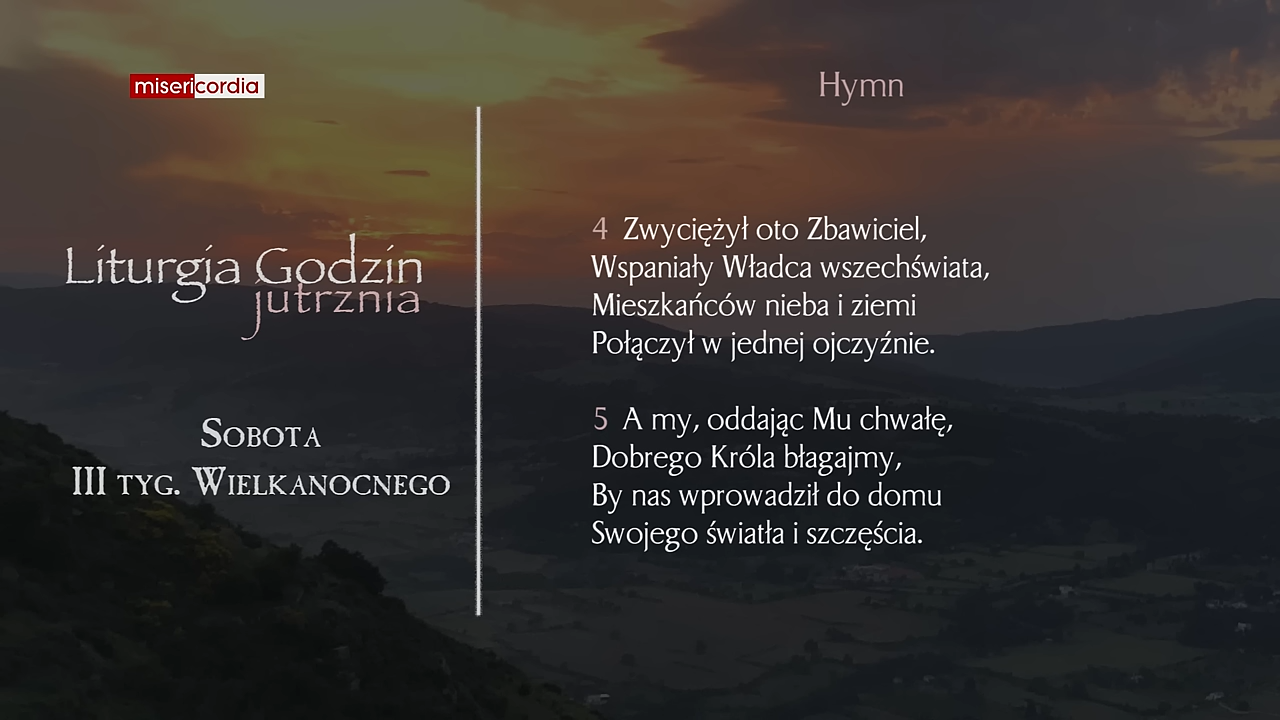 misericordia
Liturgia Godzin
jutrznia
Sobota
III tyg. Wielkanocnego
Hymn
4 Zwyciężył oto Zbawiciel,
Wspaniały Władca wszechświata,
Mieszkańców nieba i ziemi
Połączył w jednej ojczyźnie.
5 A my, oddając Mu chwałę,
Dobrego Króla błagajmy,
By nas wprowadził do domu
Swojego światła i szczęścia.